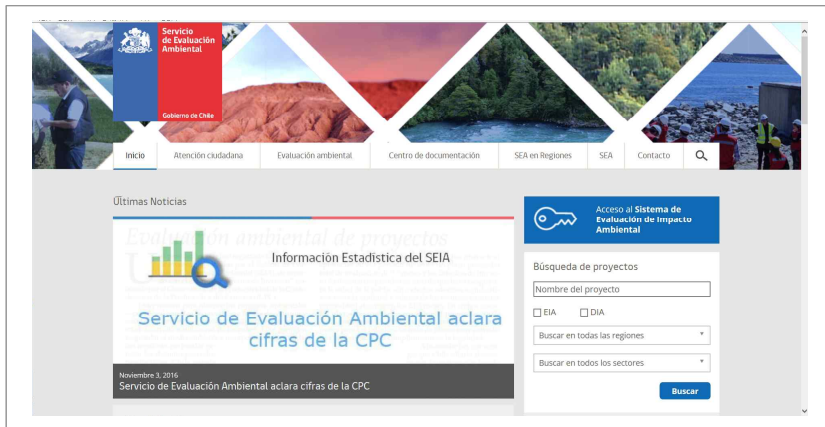 Servicio
de Evaluación
Ambiental
Gobierno de Chile
Inicio Atención ciudadana Evaluación ambiental Centro de documentación SEA en Regiones SEA Contacto
Últimas Noticias
Evaluación ambiental de proyectos
Información Estadística del SEIA
Servicio de Evaluación Ambiental aclara
cifras de la CPC
Noviembre 3, 2016
Servicio de Evaluación Ambiental aclara cifras de la CPC
Acceso al Sistema de
Evaluación de Impacto
Ambiental
Búsqueda de proyectos
Nombre del proyecto
EIA DIA
Buscar en todas las regiones
Buscar en todos los sectores
Buscar